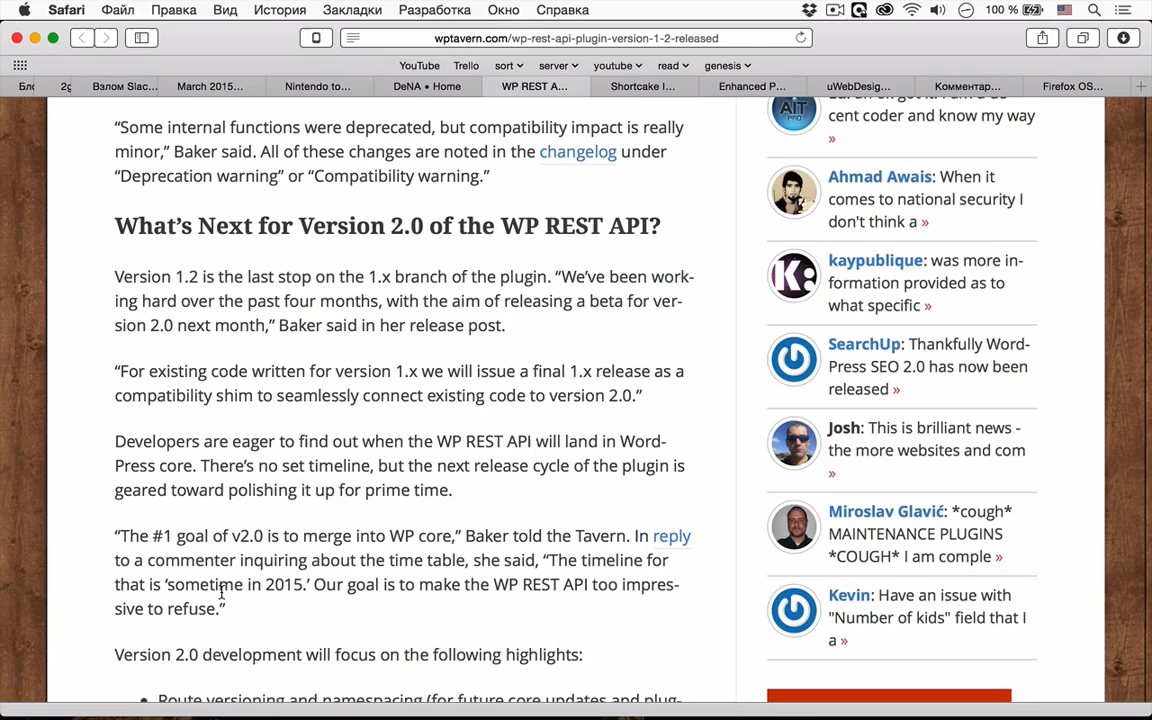 Safari Файл Правка Вид История Закладки Разработка Окно Справка 100 %
wptavern.com/wp-rest-api-plugin-version-1-2-released
YouTube Trello sort server youtube read genesis
Бло 2g Взлом Slac... March 2015... Nintendo to... DeNA • Home WP REST A... Shortcake I... Enhanced P... uWebDesig... Комментар... Firefox OS...
“Some internal functions were deprecated, but compatibility impact is really
minor,” Baker said. All of these changes are noted in the changelog under
“Deprecation warning” or “Compatibility warning.”
What’s Next for Version 2.0 of the WP REST API?
Version 1.2 is the last stop on the 1.x branch of the plugin. “We’ve been work-
ing hard over the past four months, with the aim of releasing a beta for ver-
sion 2.0 next month,” Baker said in her release post.
“For existing code written for version 1.x we will issue a final 1.x release as a
compatibility shim to seamlessly connect existing code to version 2.0.”
Developers are eager to find out when the WP REST API will land in Word-
Press core. There’s no set timeline, but the next release cycle of the plugin is
geared toward polishing it up for prime time.
“The #1 goal of v2.0 is to merge into WP core,” Baker told the Tavern. In reply
to a commenter inquiring about the time table, she said, “The timeline for
that is ‘sometime in 2015.’ Our goal is to make the WP REST API too impres-
sive to refuse.”
Version 2.0 development will focus on the following highlights:
• Route versioning and namespacing (for future core updates and plug-
AIT
PRO
cent coder and know my way
»
Ahmad Awais: When it
comes to national security I
don't think a »
K:
kaypublique: was more in-
formation provided as to
what specific »
SearchUp: Thankfully Word-
Press SEO 2.0 has now been
released »
Josh: This is brilliant news -
the more websites and com
»
Miroslav Glavić: *cough*
MAINTENANCE PLUGINS
*COUGH* I am comple »
Kevin: Have an issue with
"Number of kids" field that I
a »